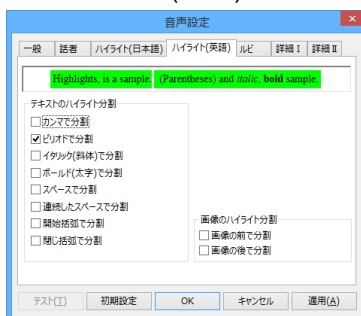 音声設定
×
一般 話者 ハイライト(日本語) ハイライト(英語) ルビ 詳細 I 詳細 II
Highlights, is a sample. (Parentheses) and italic, bold sample.
テキストのハイライト分割
カンマで分割
ピリオドで分割
イタリック(斜体)で分割
ボールド(太字)で分割
スペースで分割
連続したスペースで分割
開始括弧で分割
閉じ括弧で分割
画像のハイライト分割
画像の前で分割
画像の後で分割
テスト(T) 初期設定 OK キャンセル 適用(A)